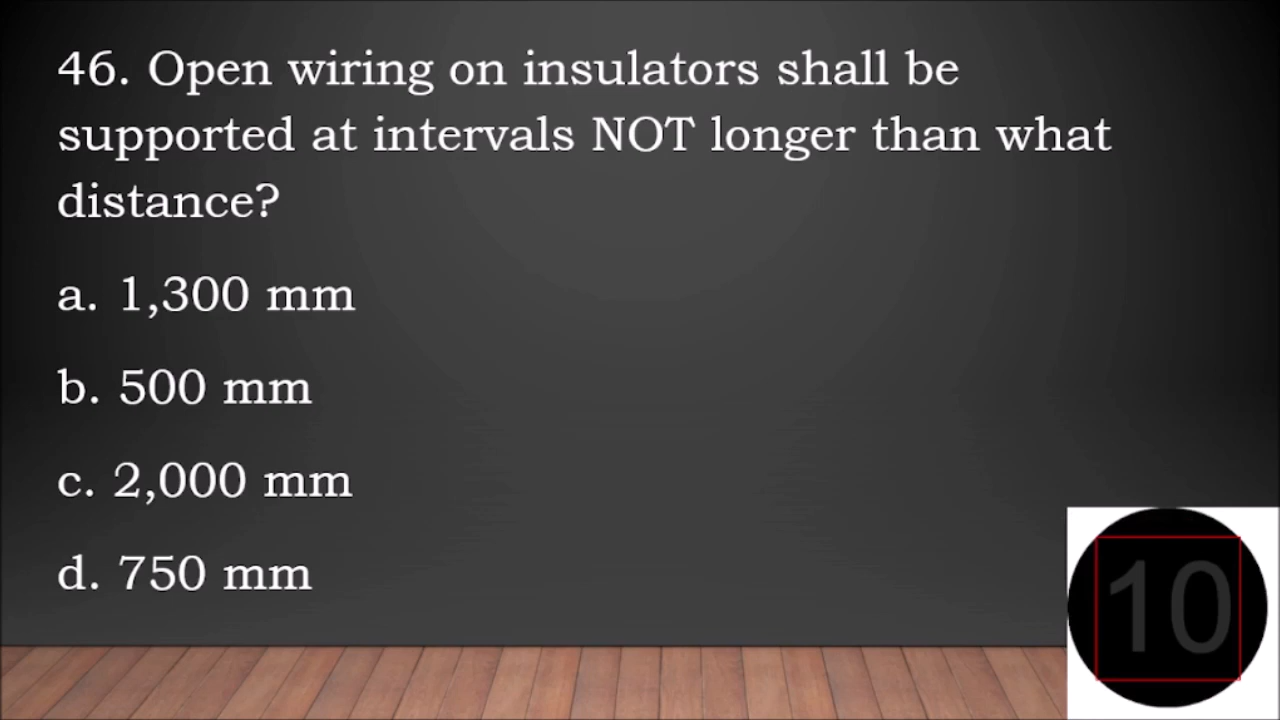 46. Open wiring on insulators shall be
supported at intervals NOT longer than what
distance?
a. 1,300 mm
b. 500 mm
c. 2,000 mm
d. 750 mm
10